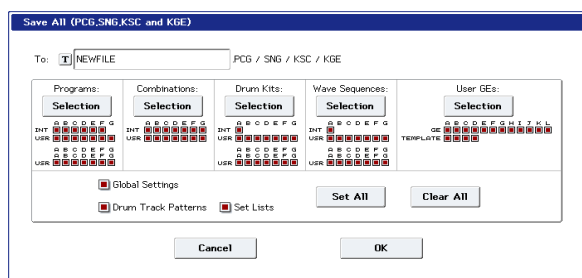 Save All (PCG,SNG,KSC and KGE)
To: T NEWFILE .PCG / SNG / KSC / KGE
Programs: Combinations: Drum Kits: Wave Sequences: User GEs:
Selection Selection Selection Selection Selection
A B C D E F G A B C D E F G A B C D E F G A B C D E F G A B C D E F G H I J K L
INT INT INT INT GE
USR USR USR USR TEMPLATE
A B C D E F G A B C D E F G A B C D E F G A B C D E F G
A B C D E F G A B C D E F G A B C D E F G A B C D E F G
USR USR USR USR
Global Settings
Drum Track Patterns Set Lists Set All Clear All
Cancel OK